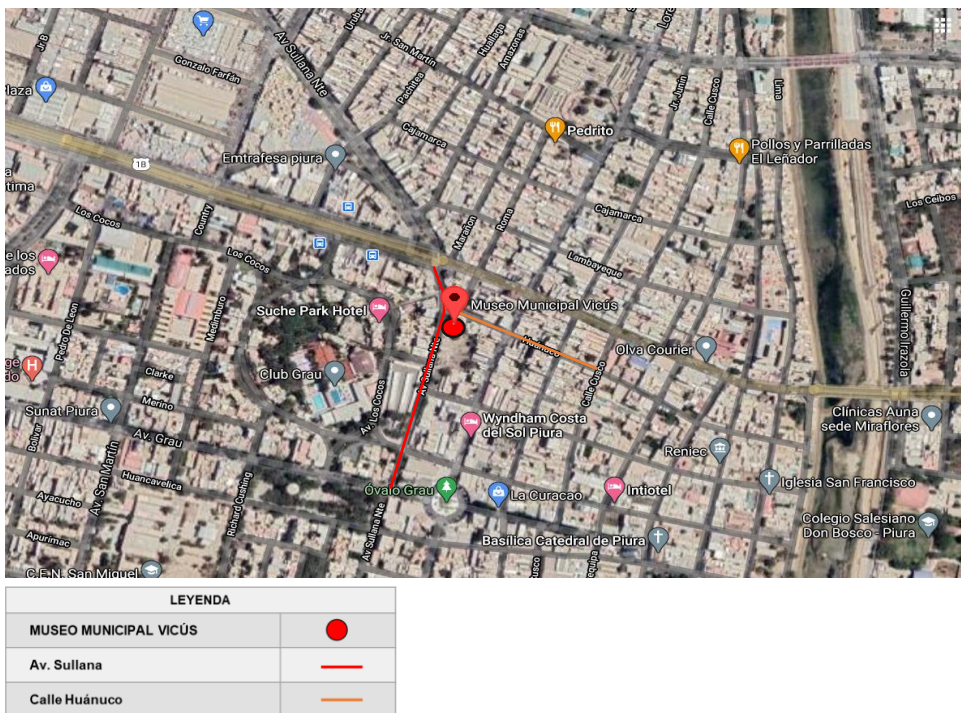 Jr B
Av Sullana Nte
Gonzalo Farfán
Jr. San Martín
Huallaga
Amazonas
Pachitea
Jr. Junín
Calle Cusco
Lima
Plaza
Cajamarca
Pedrito
Pollos y Parrilladas
El Leñador
18
Emtrafesa piura
Los Cocos
Country
Los Cocos
Marañon
Roma
Cajamarca
Lambayeque
Los Ceibos
Guillermo Irazola
Suche Park Hotel
Museo Municipal Vicús
Huánuco
Olva Courier
Pedro De Leon
Medimburo
Club Grau
Clarke
Av Sullana Nte
Calle Cusco
Sunat Piura
Merino
Av. Los Cocos
Wyndham Costa
del Sol Piura
Clínicas Auna
sede Miraflores
Bolivar
Av. San Martín
Av. Grau
Reniec
Huancavelica
Richard Cushing
Óvalo Grau
La Curacao
Intiotel
Iglesia San Francisco
Ayacucho
Av Sullana Nte
Basílica Catedral de Piura
Colegio Salesiano
Don Bosco - Piura
Apurímac
C.E.N. San Miguel
LEYENDA
MUSEO MUNICIPAL VICÚS
Av. Sullana
Calle Huánuco